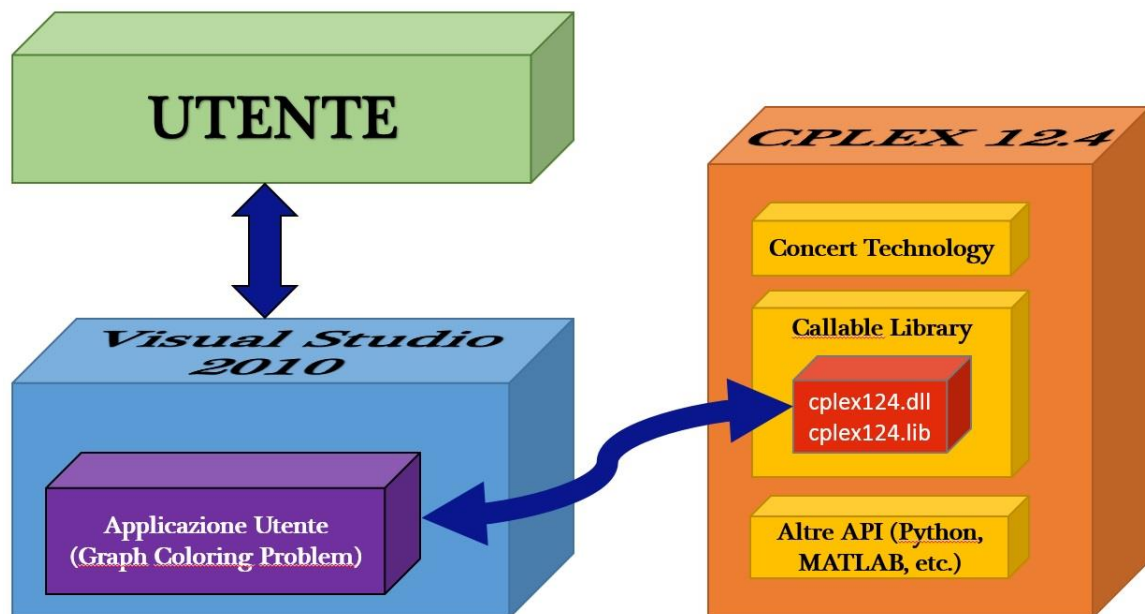 UTENTE
CPLEX 12.4
Concert Technology
Callable Library
cplex124.dll
cplex124.lib
Altre API (Python,
MATLAB, etc.)
Visual Studio
2010
Applicazione Utente
(Graph Coloring Problem)